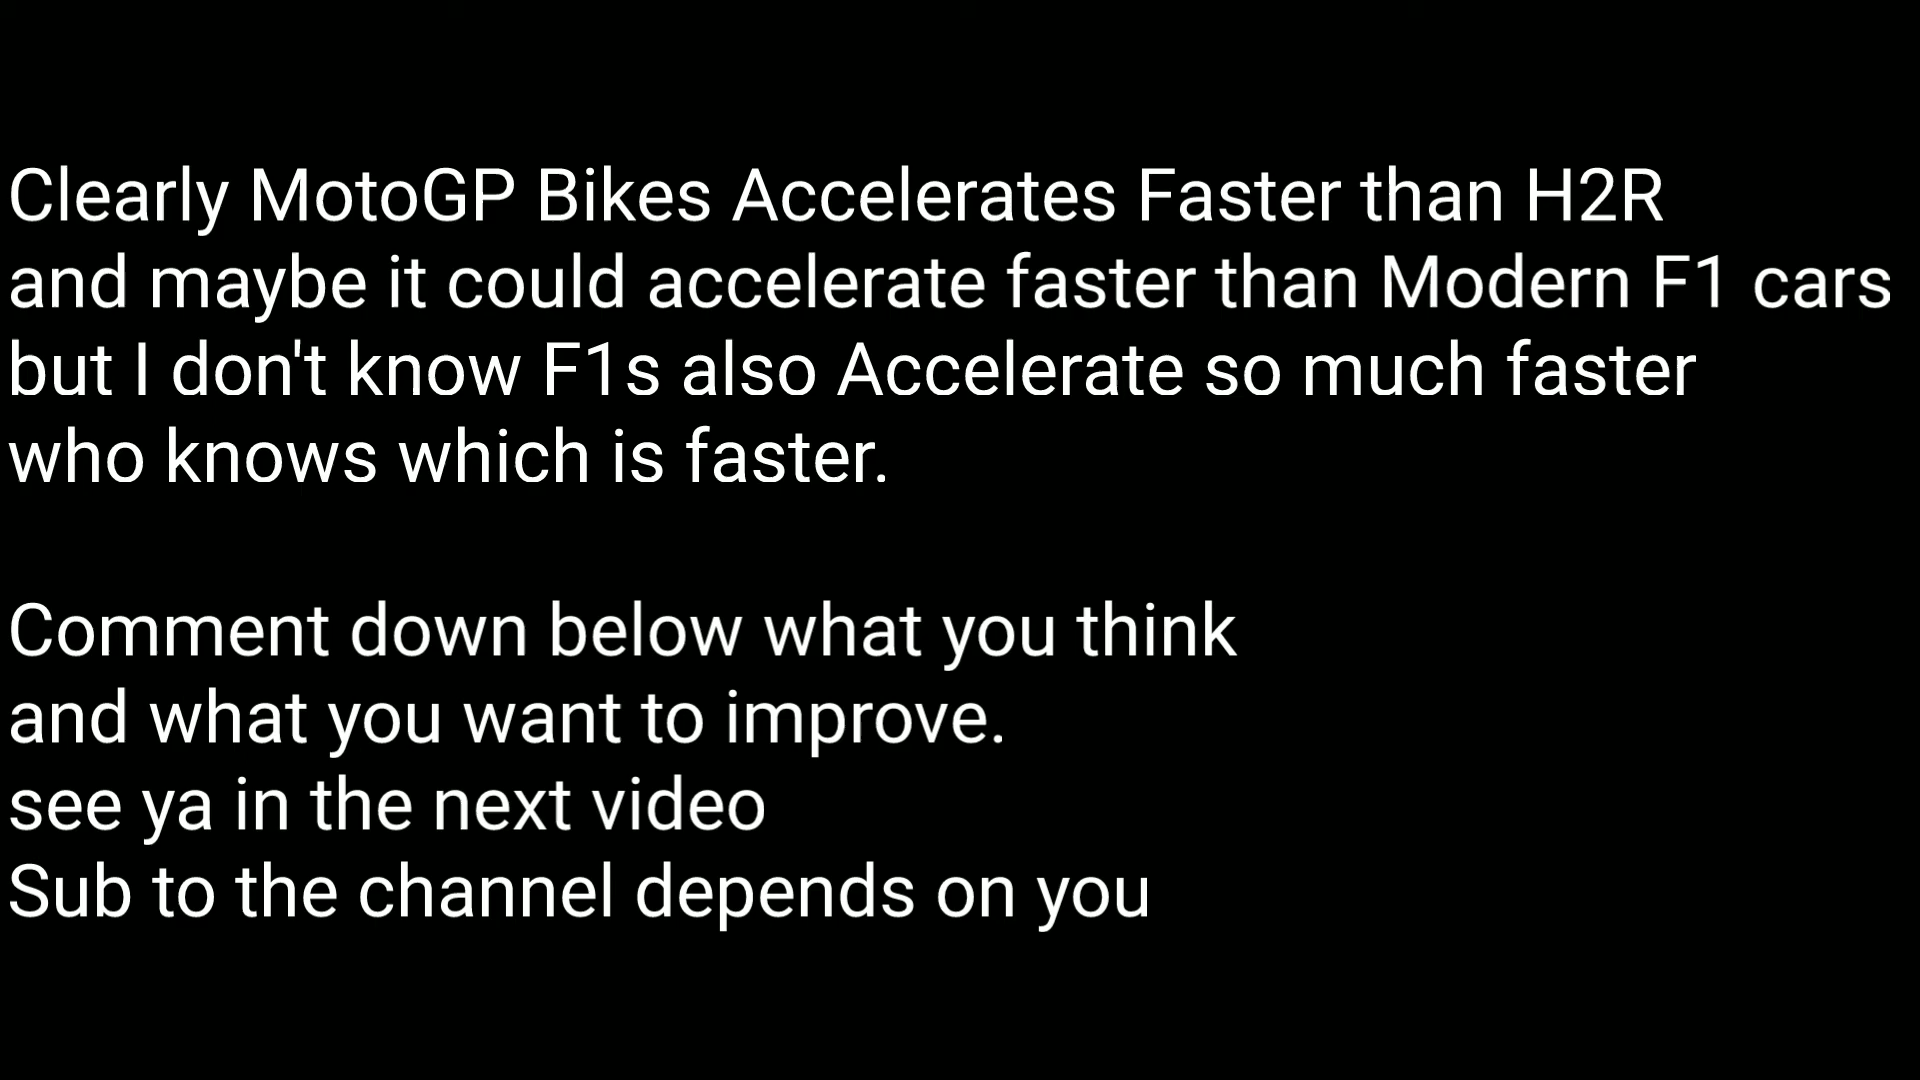 Clearly MotoGP Bikes Accelerates Faster than H2R
and maybe it could accelerate faster than Modern F1 cars
but I don't know F1s also Accelerate so much faster
who knows which is faster.
Comment down below what you think
and what you want to improve.
see ya in the next video
Sub to the channel depends on you